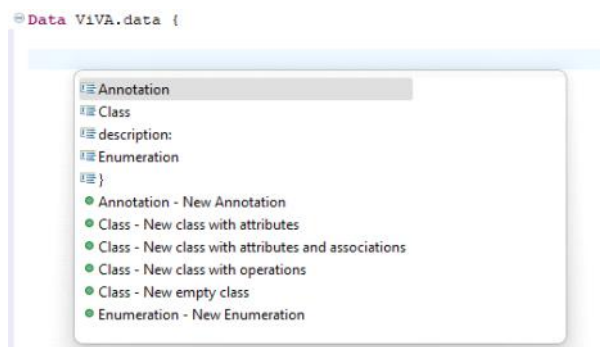 Data ViVA.data {
Annotation
Class
description:
Enumeration
}
Annotation - New Annotation
Class - New class with attributes
Class - New class with attributes and associations
Class - New class with operations
Class - New empty class
Enumeration - New Enumeration